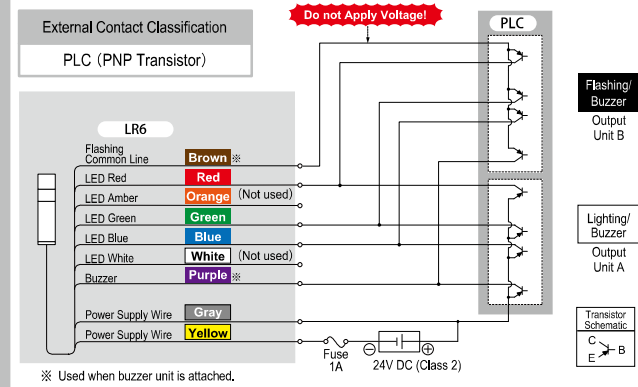 External Contact Classification
PLC (PNP Transistor)
Do not Apply Voltage!
PLC
LR6
Flashing
Common Line
Brown ※
LED Red
Red
LED Amber
Orange (Not used)
LED Green
Green
LED Blue
Blue
LED White
White (Not used)
Buzzer
Purple ※
Power Supply Wire
Gray
Power Supply Wire
Yellow
Fuse
1A
⊖ ⊕
24V DC (Class 2)
※ Used when buzzer unit is attached.
Flashing/
Buzzer
Output
Unit B
Lighting/
Buzzer
Output
Unit A
Transistor
Schematic
C
B
E